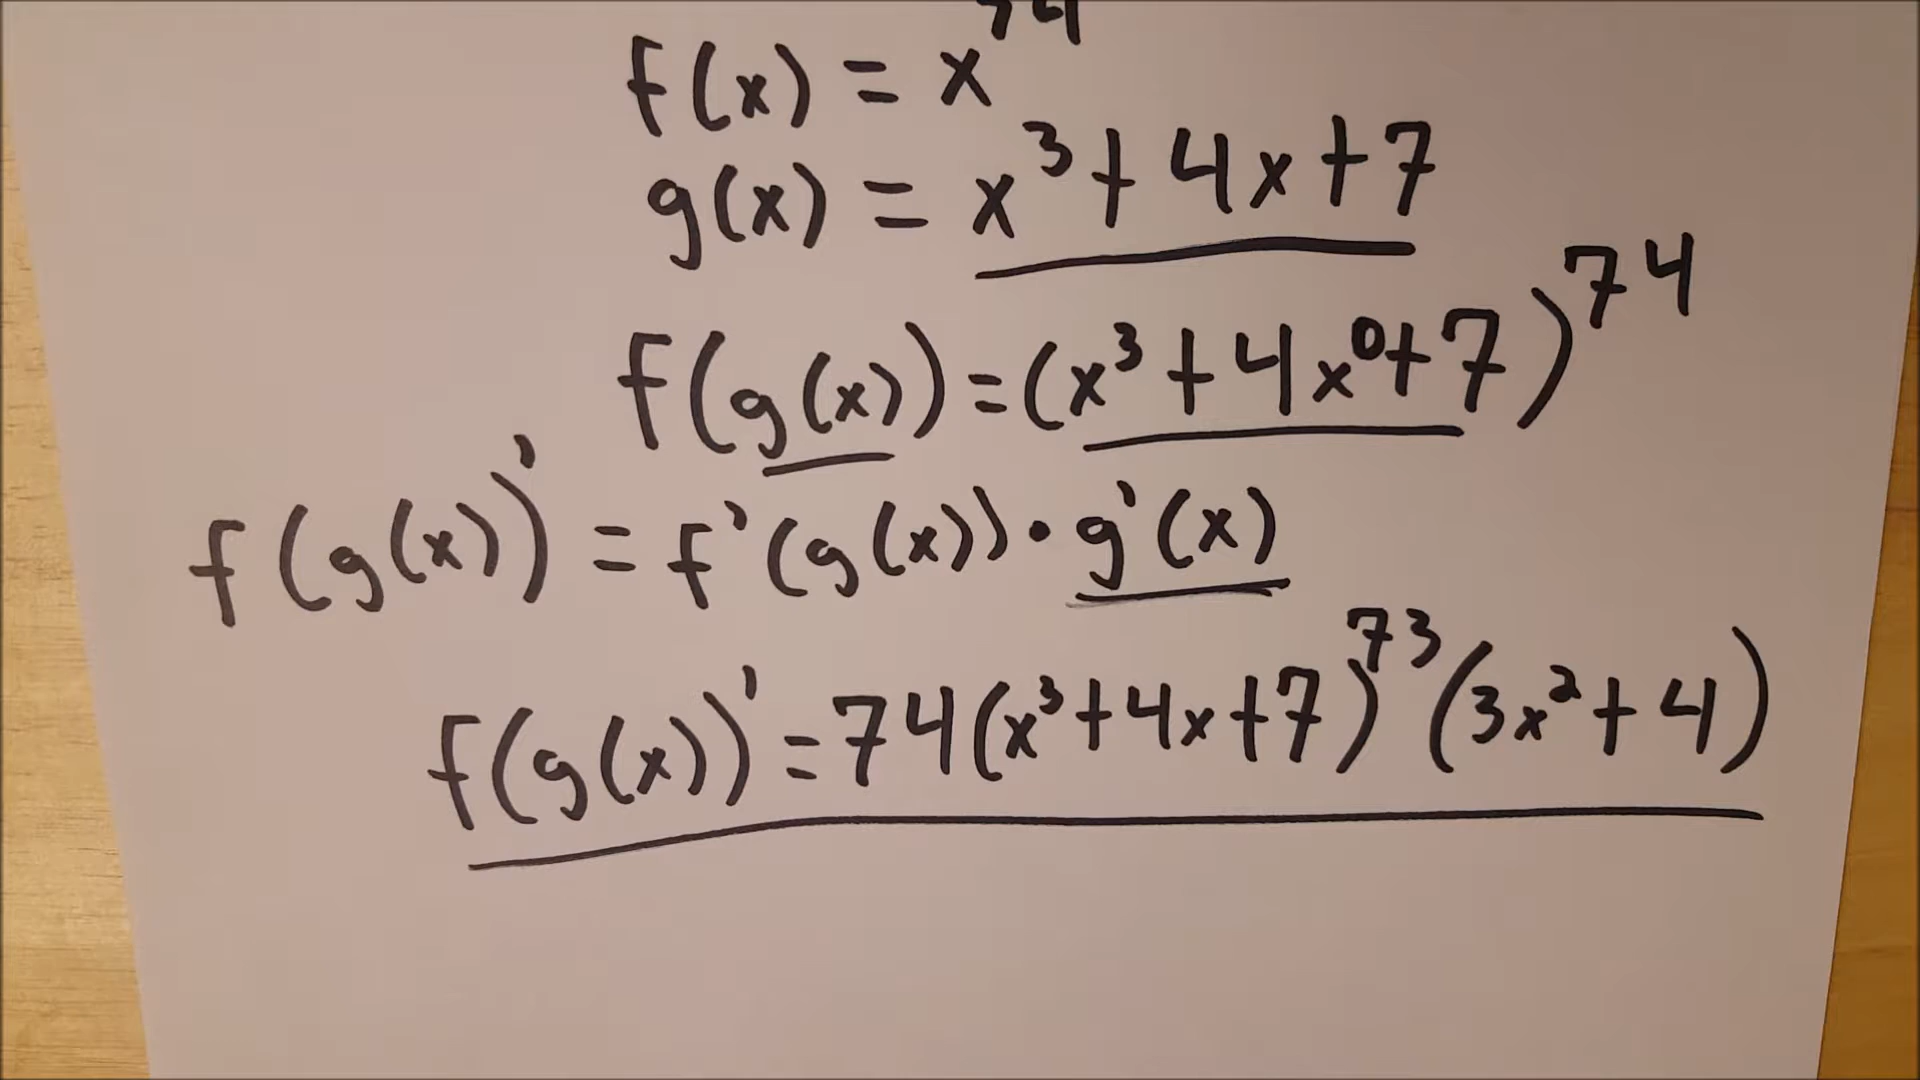 f(x) = x^74
g(x) = x^3 + 4x + 7
f(g(x)) = (x^3 + 4x^0 + 7)^74
f(g(x))' = f'(g(x)) · g'(x)
f(g(x))' = 74(x^3 + 4x + 7)^73 (3x^2 + 4)